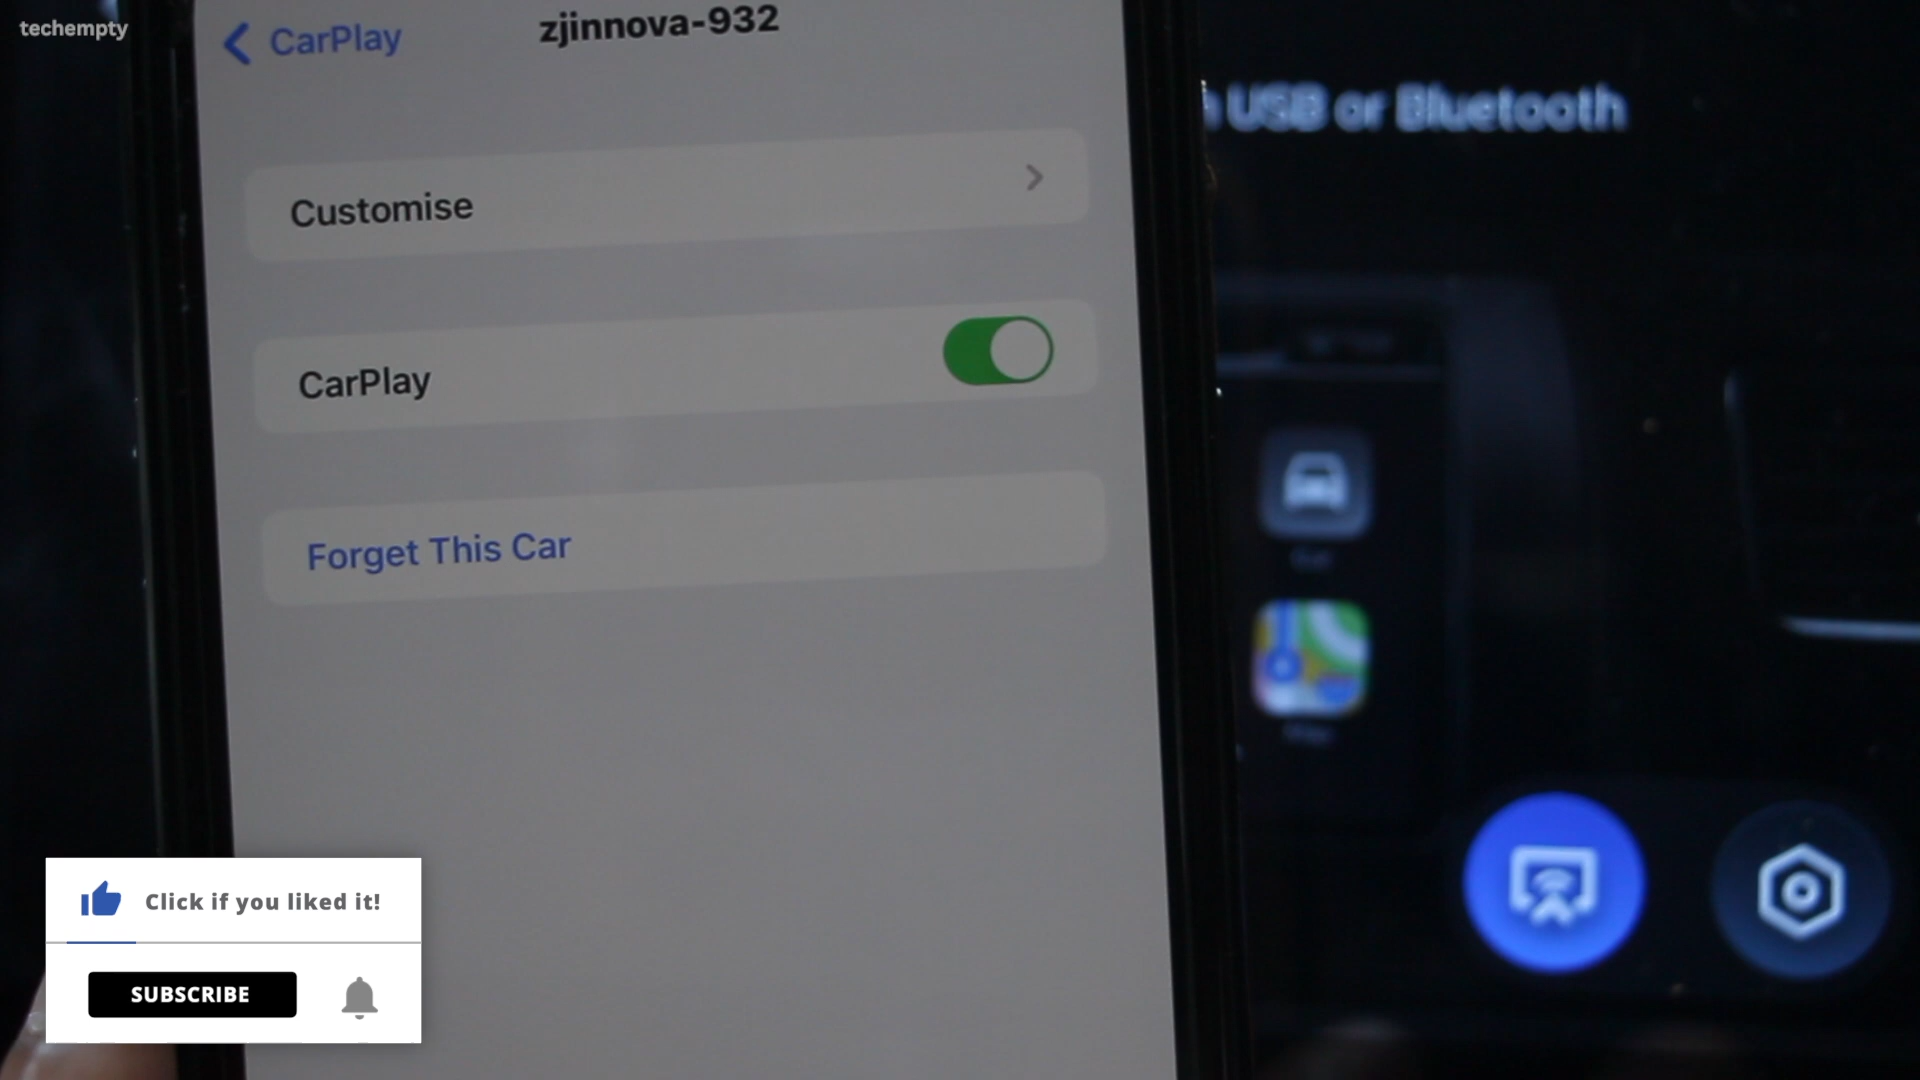 techempty
CarPlay
zjinnova-932
USB or Bluetooth
Customise
CarPlay
Forget This Car
Click if you liked it!
SUBSCRIBE